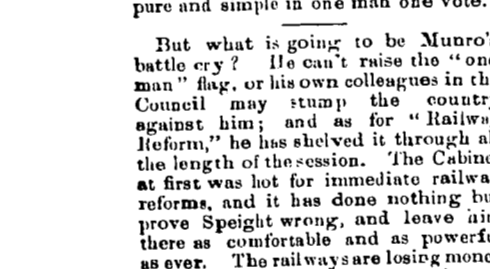 pure and simple in one man one vote.
But what is going to be Munro'
battle cry? He can't raise the "on
man" flag, or his own colleagues in th
Council may stump the countr
against him; and as for "Railwa
Reform," he has shelved it through a
the length of the session. The Cabine
at first was hot for immediate railwa
reforms, and it has done nothing bu
prove Speight wrong, and leave hi
there as comfortable and as powerf
as ever. The railways are losing mone